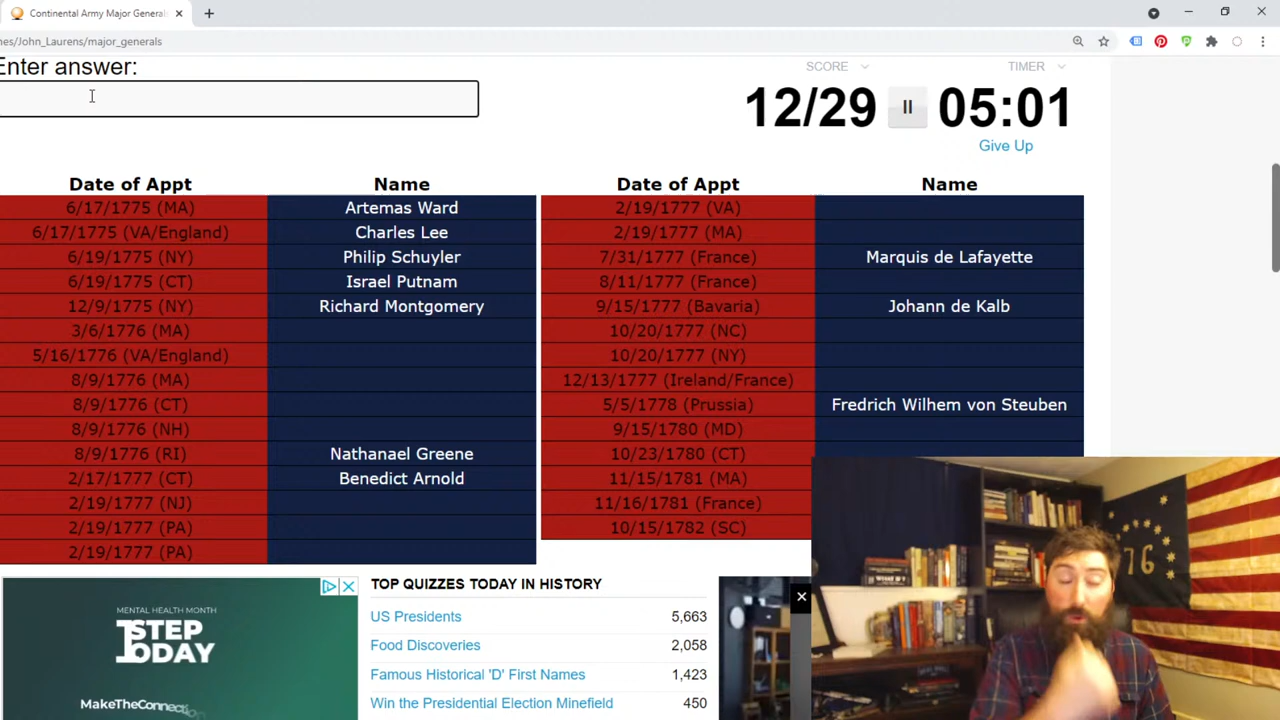 Continental Army Major General
nes/John_Laurens/major_generals
Enter answer:
SCORE
TIMER
12/29
05:01
Give Up
Date of Appt Name
6/17/1775 (MA) Artemas Ward
6/17/1775 (VA/England) Charles Lee
6/19/1775 (NY) Philip Schuyler
6/19/1775 (CT) Israel Putnam
12/9/1775 (NY) Richard Montgomery
3/6/1776 (MA)
5/16/1776 (VA/England)
8/9/1776 (MA)
8/9/1776 (CT)
8/9/1776 (NH)
8/9/1776 (RI) Nathanael Greene
2/17/1777 (CT) Benedict Arnold
2/19/1777 (NJ)
2/19/1777 (PA)
2/19/1777 (PA)
Date of Appt Name
2/19/1777 (VA)
2/19/1777 (MA)
7/31/1777 (France) Marquis de Lafayette
8/11/1777 (France)
9/15/1777 (Bavaria) Johann de Kalb
10/20/1777 (NC)
10/20/1777 (NY)
12/13/1777 (Ireland/France)
5/5/1778 (Prussia) Fredrich Wilhem von Steuben
9/15/1780 (MD)
10/23/1780 (CT)
11/15/1781 (MA)
11/16/1781 (France)
10/15/1782 (SC)
MENTAL HEALTH MONTH
1STEP
TODAY
MakeTheConnection
TOP QUIZZES TODAY IN HISTORY
US Presidents 5,663
Food Discoveries 2,058
Famous Historical 'D' First Names 1,423
Win the Presidential Election Minefield 450
76